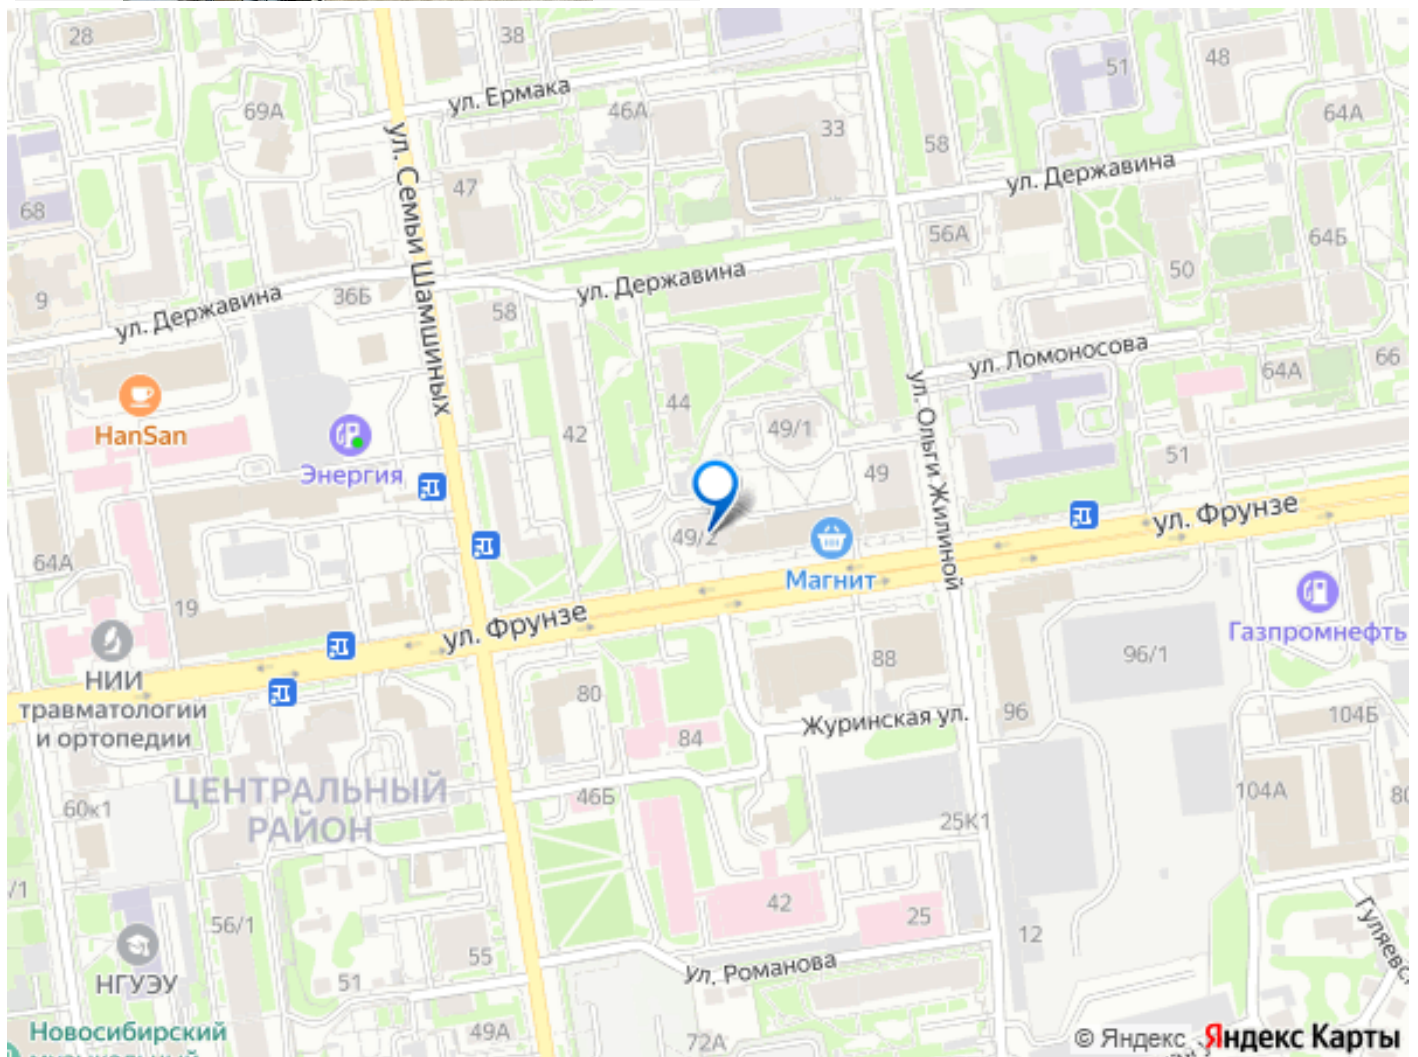 28
38
48
51
ул. Ермака
69А
46А
64А
33
58
ул. Семьи Шамшиных
ул. Державина
47
68
56А
64Б
50
ул. Державина
9
36Б
ул. Державина
58
ул. Ломоносова
64А
66
ул. Ольги Жилиной
44
HanSan
42
49/1
Энергия
49
51
ул. Фрунзе
49/2
64А
Магнит
19
ул. Фрунзе
Газпромнефть
НИИ
травматологии
и ортопедии
88
96/1
80
96
104Б
Журинская ул.
84
ЦЕНТРАЛЬНЫЙ
РАЙОН
60к1
46Б
104А
80
25К1
/1
42
25
56/1
12
55
НГУЭУ
51
ул. Романова
Новосибирский
49А
72А
© Яндекс
Яндекс Карты